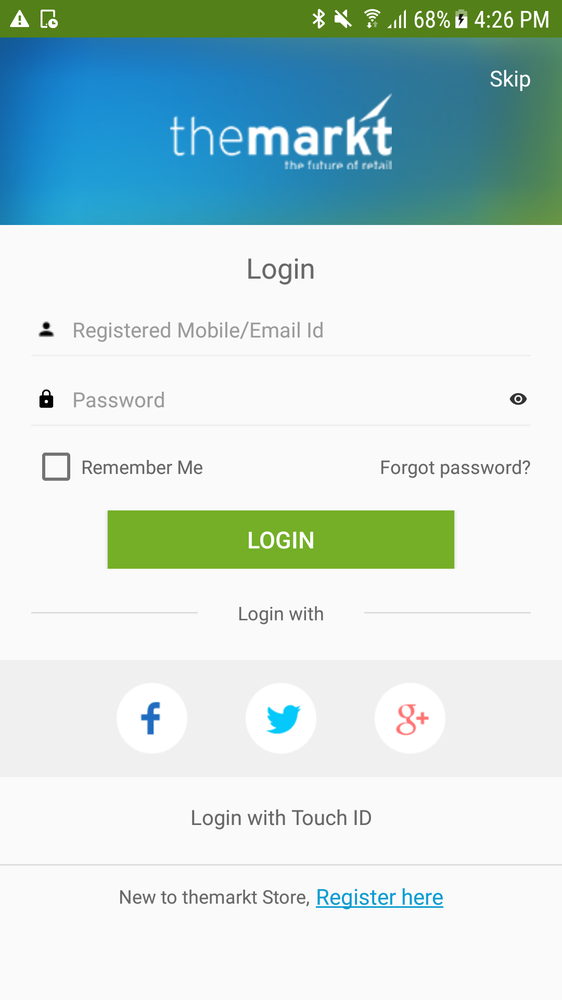 68% 4:26 PM
Skip
themarkt
the future of retail
Login
Registered Mobile/Email Id
Password
Remember Me Forgot password?
LOGIN
Login with
f g+
Login with Touch ID
New to themarkt Store, Register here